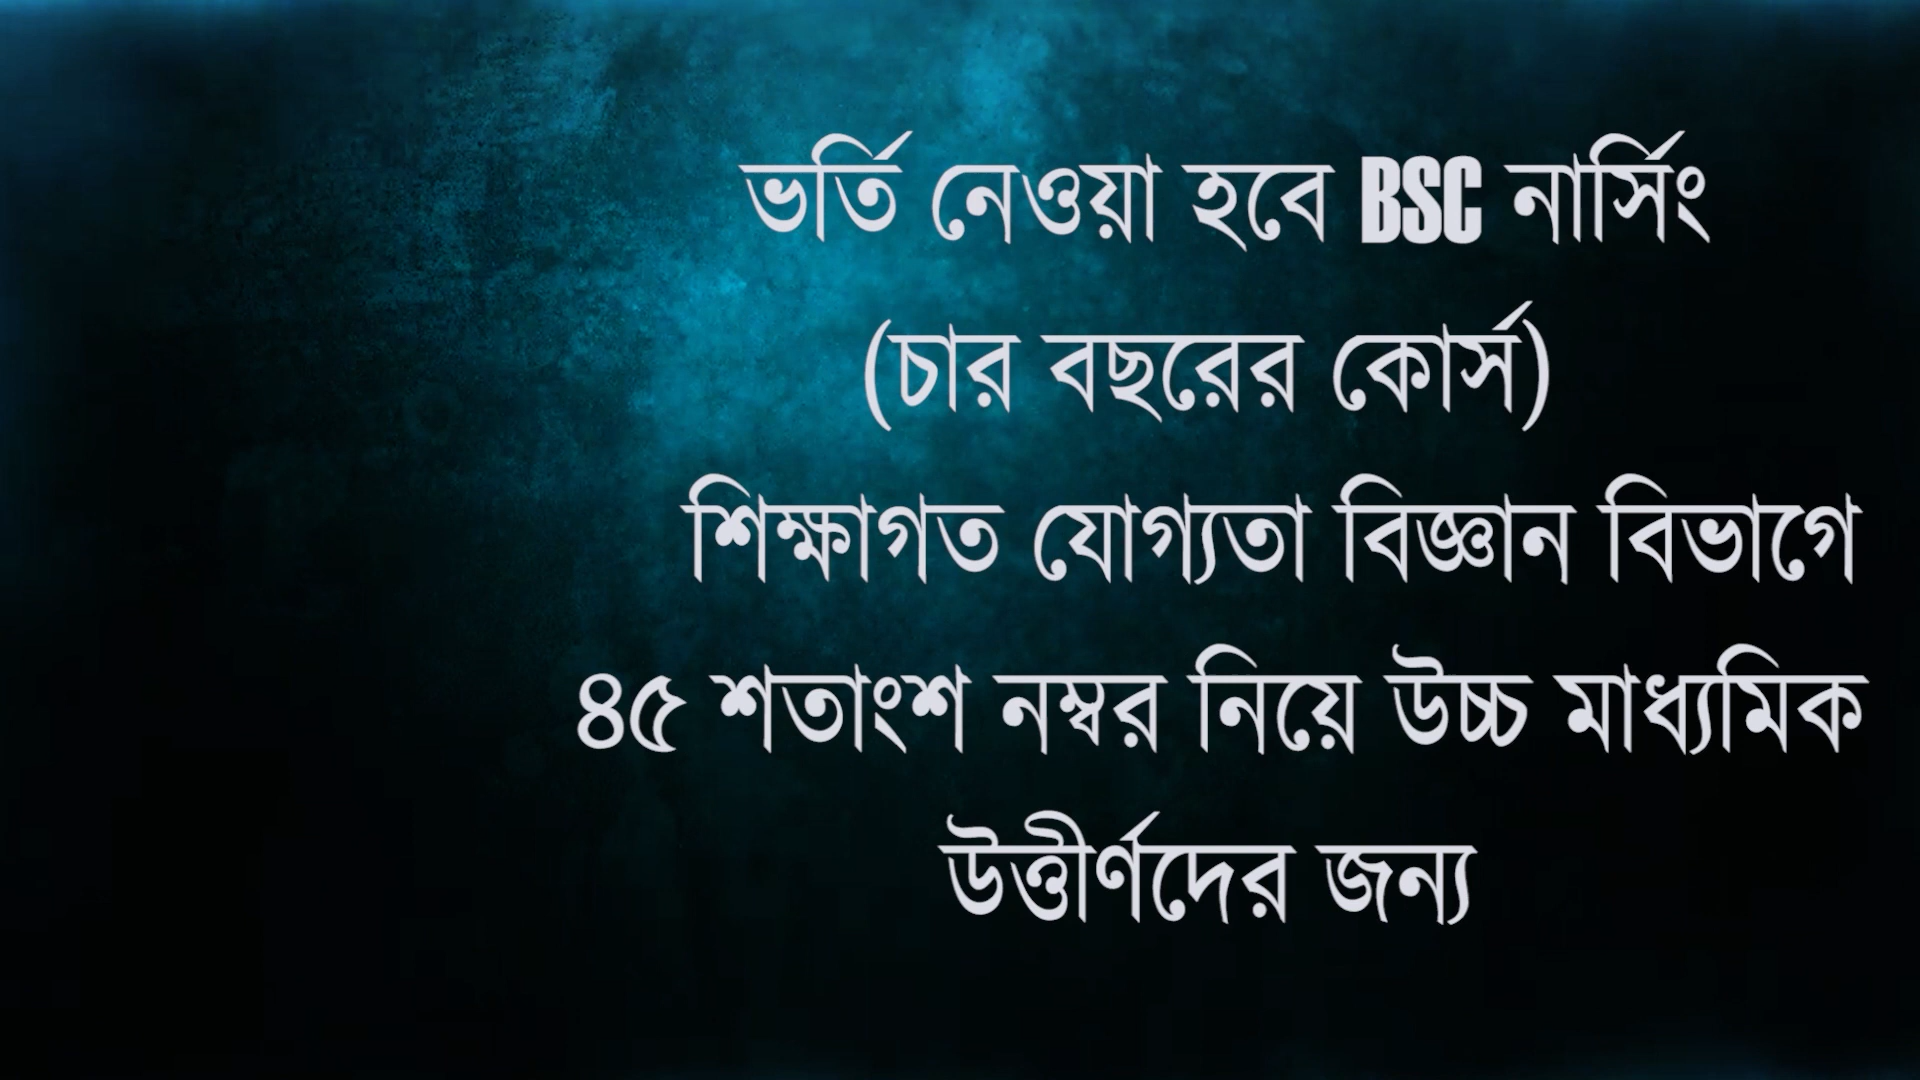 ভর্তি নেওয়া হবে BSC নার্সিং
(চার বছরের কোর্স)
শিক্ষাগত যোগ্যতা বিজ্ঞান বিভাগে
৪৫ শতাংশ নম্বর নিয়ে উচ্চ মাধ্যমিক
উত্তীর্ণদের জন্য